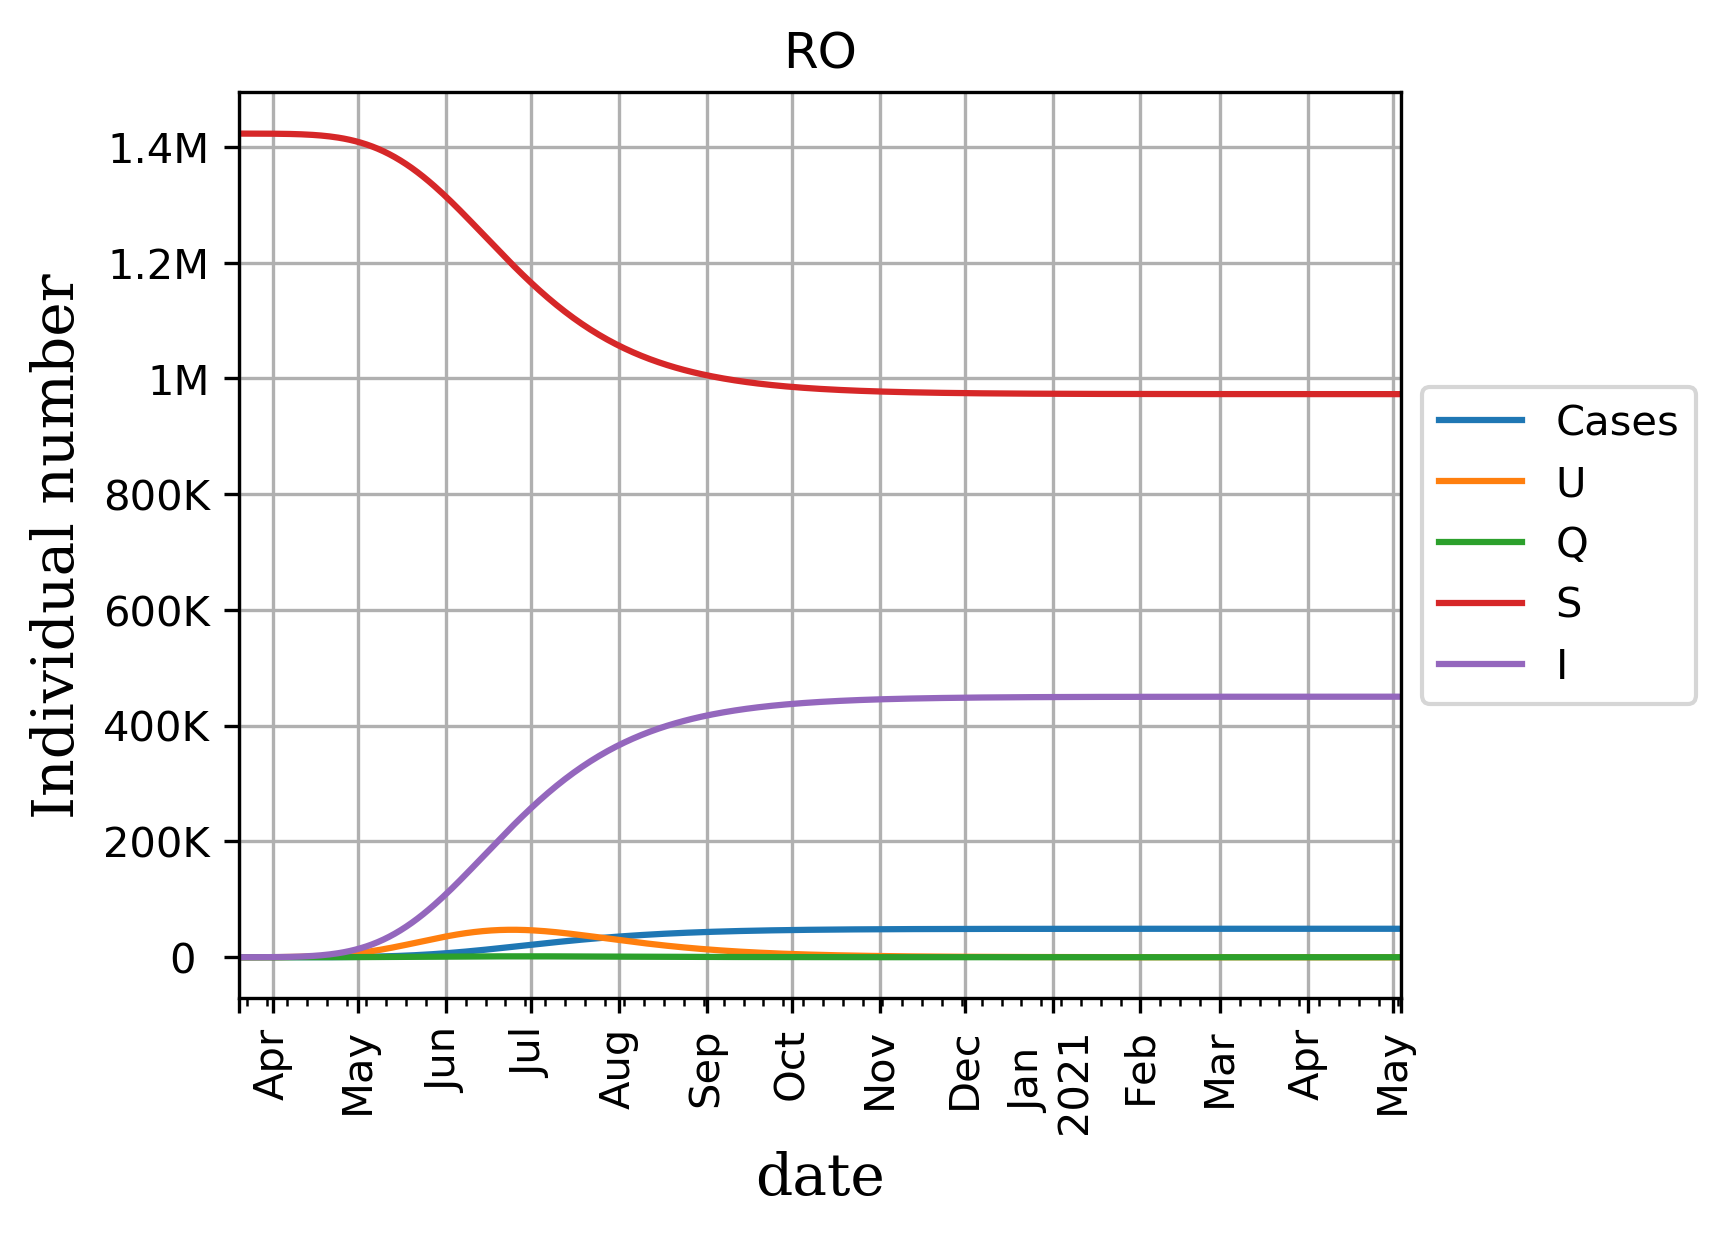 RO
Individual number
1.4M
1.2M
1M
800K
600K
400K
200K
0
Apr
May
Jun
Jul
Aug
Sep
Oct
Nov
Dec
Jan
2021
Feb
Mar
Apr
May
date
Cases
U
Q
S
I